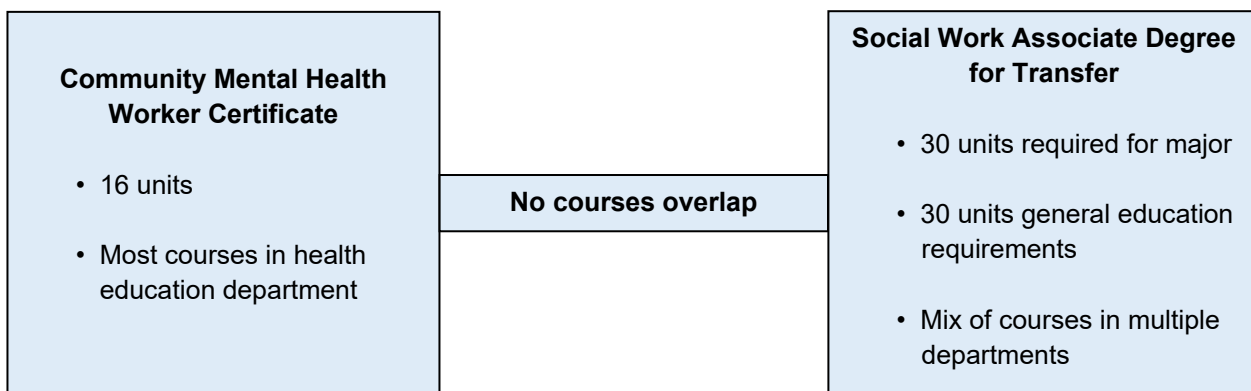 Community Mental Health
Worker Certificate
• 16 units
• Most courses in health
education department
No courses overlap
Social Work Associate Degree
for Transfer
• 30 units required for major
• 30 units general education
requirements
• Mix of courses in multiple
departments